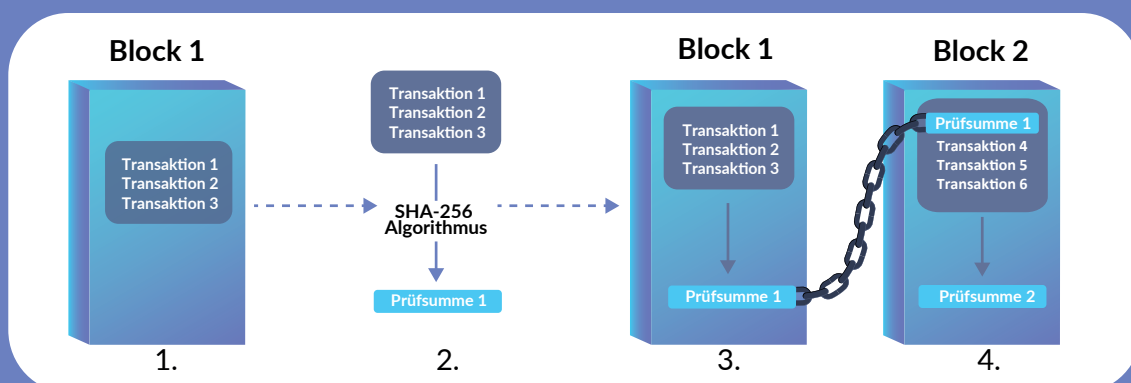 Block 1
Transaktion 1
Transaktion 2
Transaktion 3
1.
Transaktion 1
Transaktion 2
Transaktion 3
SHA-256
Algorithmus
Prüfsumme 1
2.
Block 1
Transaktion 1
Transaktion 2
Transaktion 3
Prüfsumme 1
3.
Block 2
Prüfsumme 1
Transaktion 4
Transaktion 5
Transaktion 6
Prüfsumme 2
4.